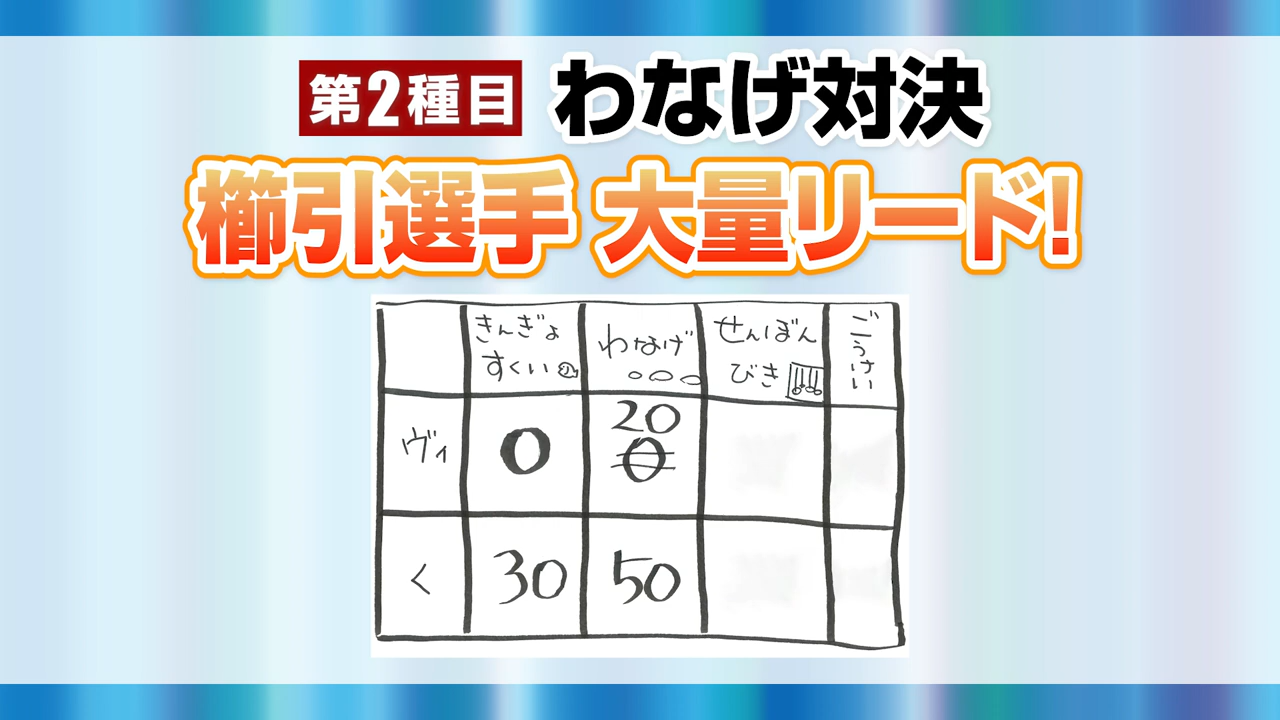 第2種目 わなげ対決
櫛引選手 大量リード!
きんぎょ
すくい
わなげ
せんぼん
びき
ごうけい
ヴィ
0
20
0
く
30
50